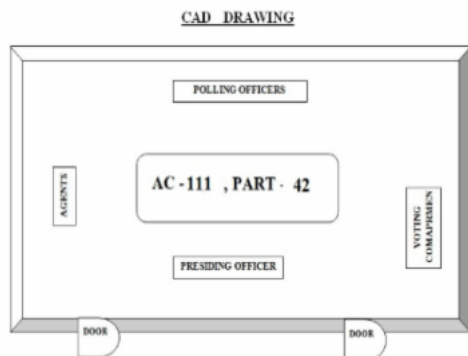 CAD DRAWING
POLLING OFFICERS
AGENTS
AC -111 , PART - 42
VOTING
COMAPRMEN
PRESIDING OFFICER
DOOR
DOOR